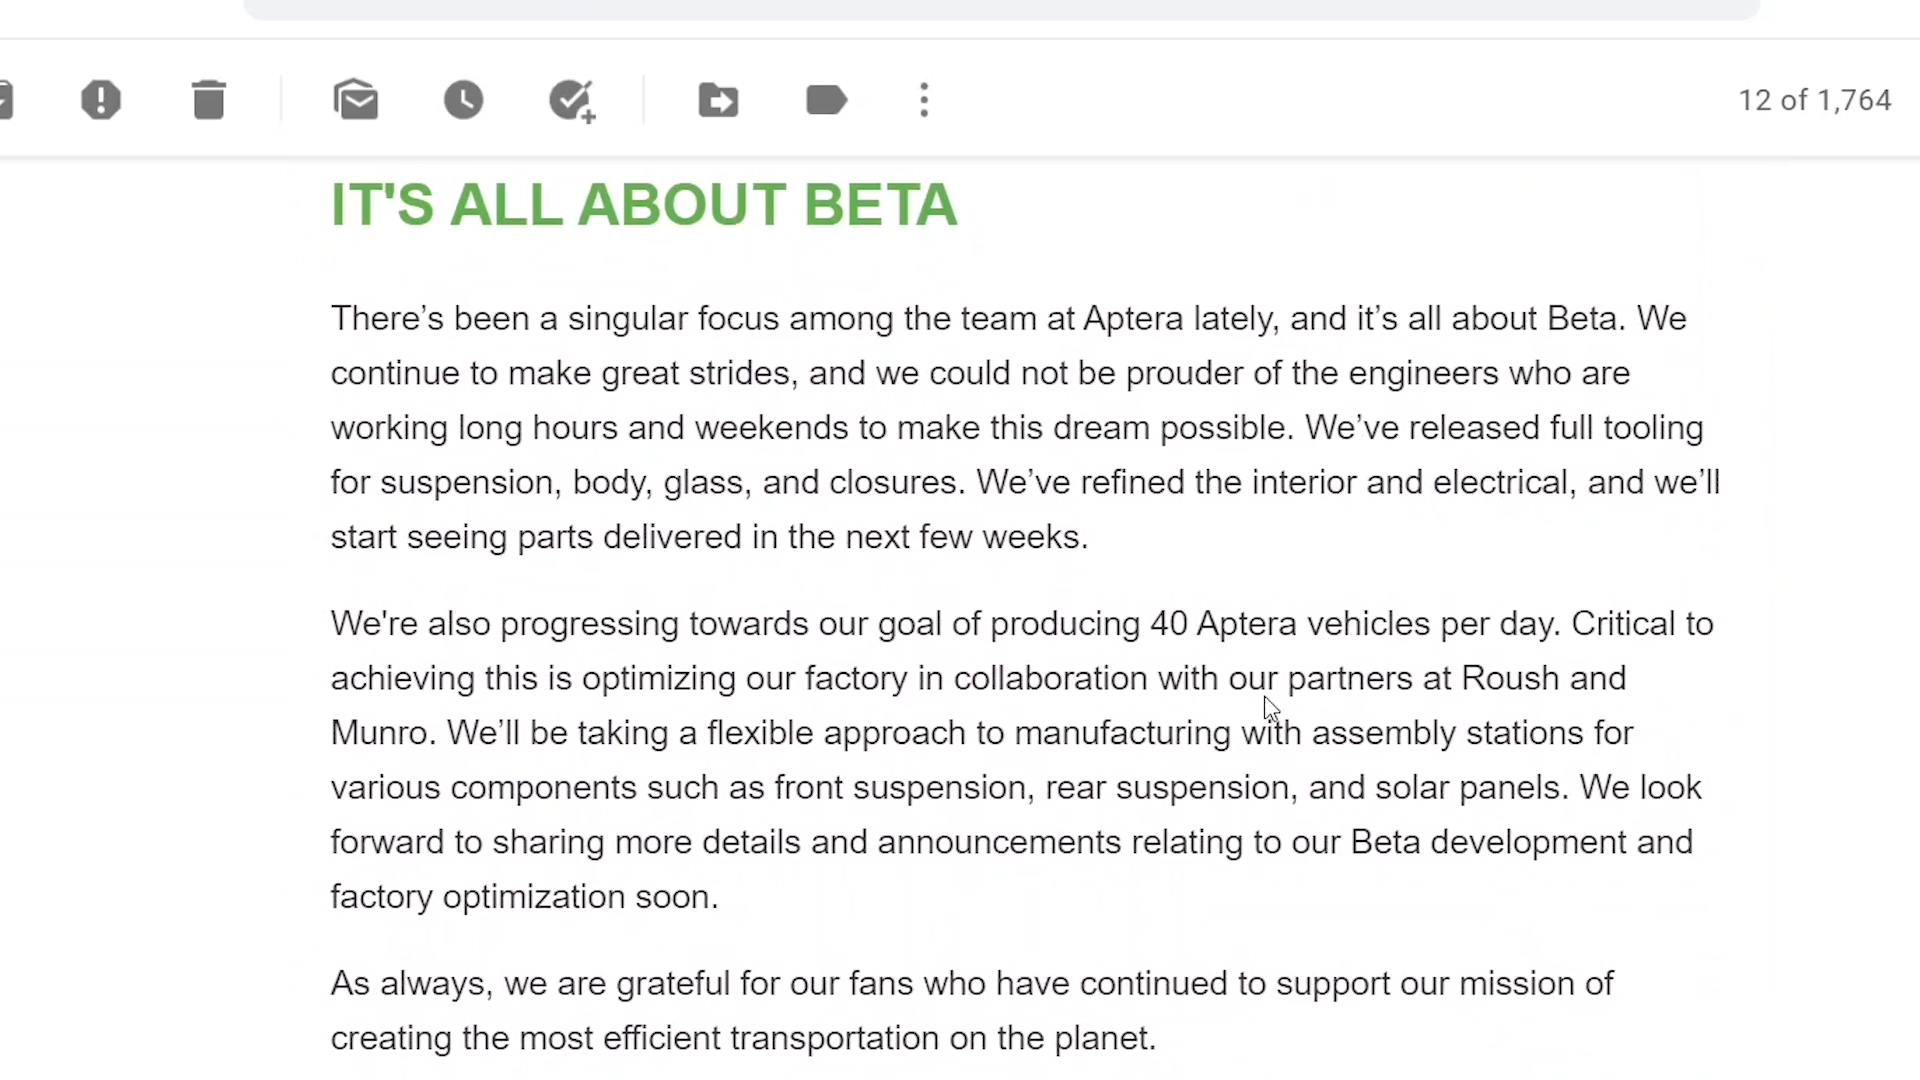 12 of 1,764
IT'S ALL ABOUT BETA
There’s been a singular focus among the team at Aptera lately, and it’s all about Beta. We
continue to make great strides, and we could not be prouder of the engineers who are
working long hours and weekends to make this dream possible. We’ve released full tooling
for suspension, body, glass, and closures. We’ve refined the interior and electrical, and we’ll
start seeing parts delivered in the next few weeks.
We're also progressing towards our goal of producing 40 Aptera vehicles per day. Critical to
achieving this is optimizing our factory in collaboration with our partners at Roush and
Munro. We’ll be taking a flexible approach to manufacturing with assembly stations for
various components such as front suspension, rear suspension, and solar panels. We look
forward to sharing more details and announcements relating to our Beta development and
factory optimization soon.
As always, we are grateful for our fans who have continued to support our mission of
creating the most efficient transportation on the planet.